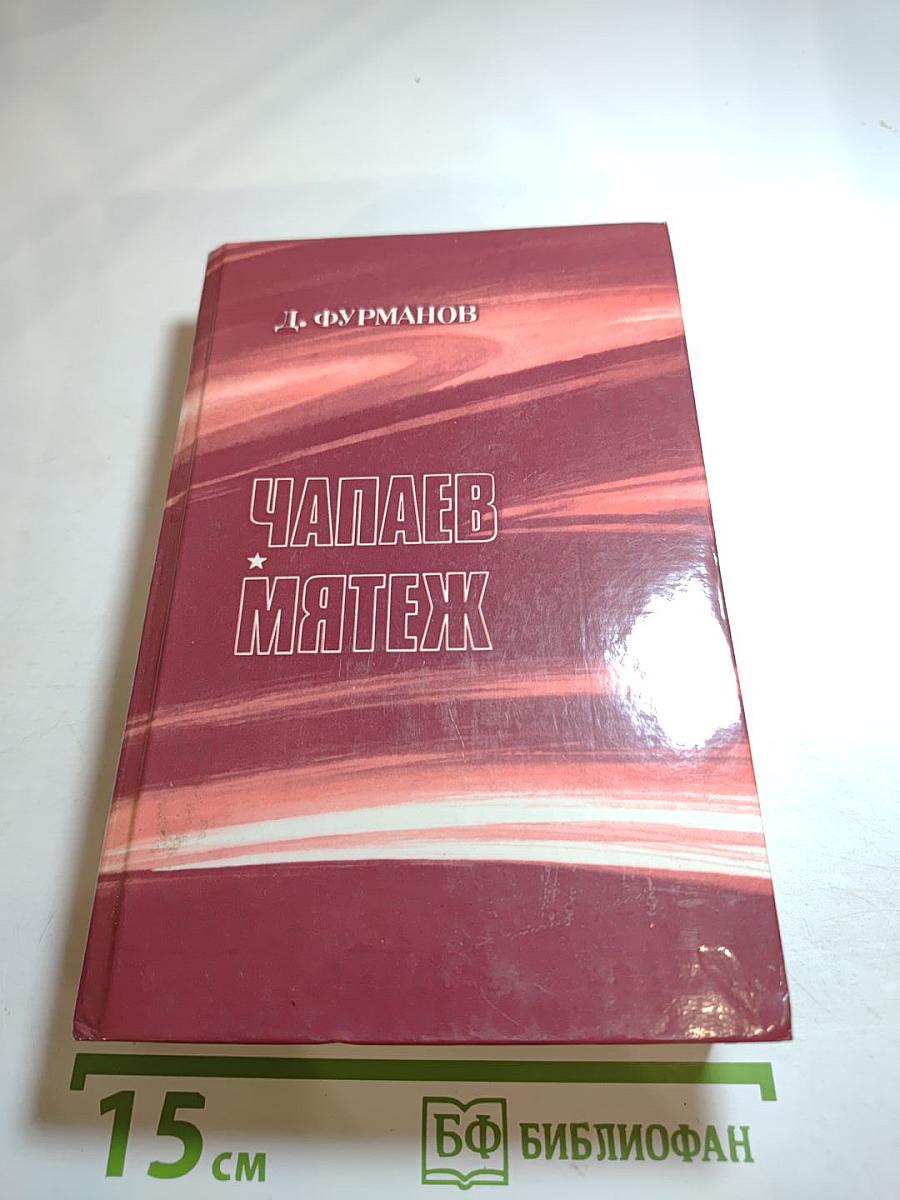 Д. ФУРМАНОВ
ЧАПАЕВ
МЯТЕЖ
15 см
БФ БИБЛИОФАН